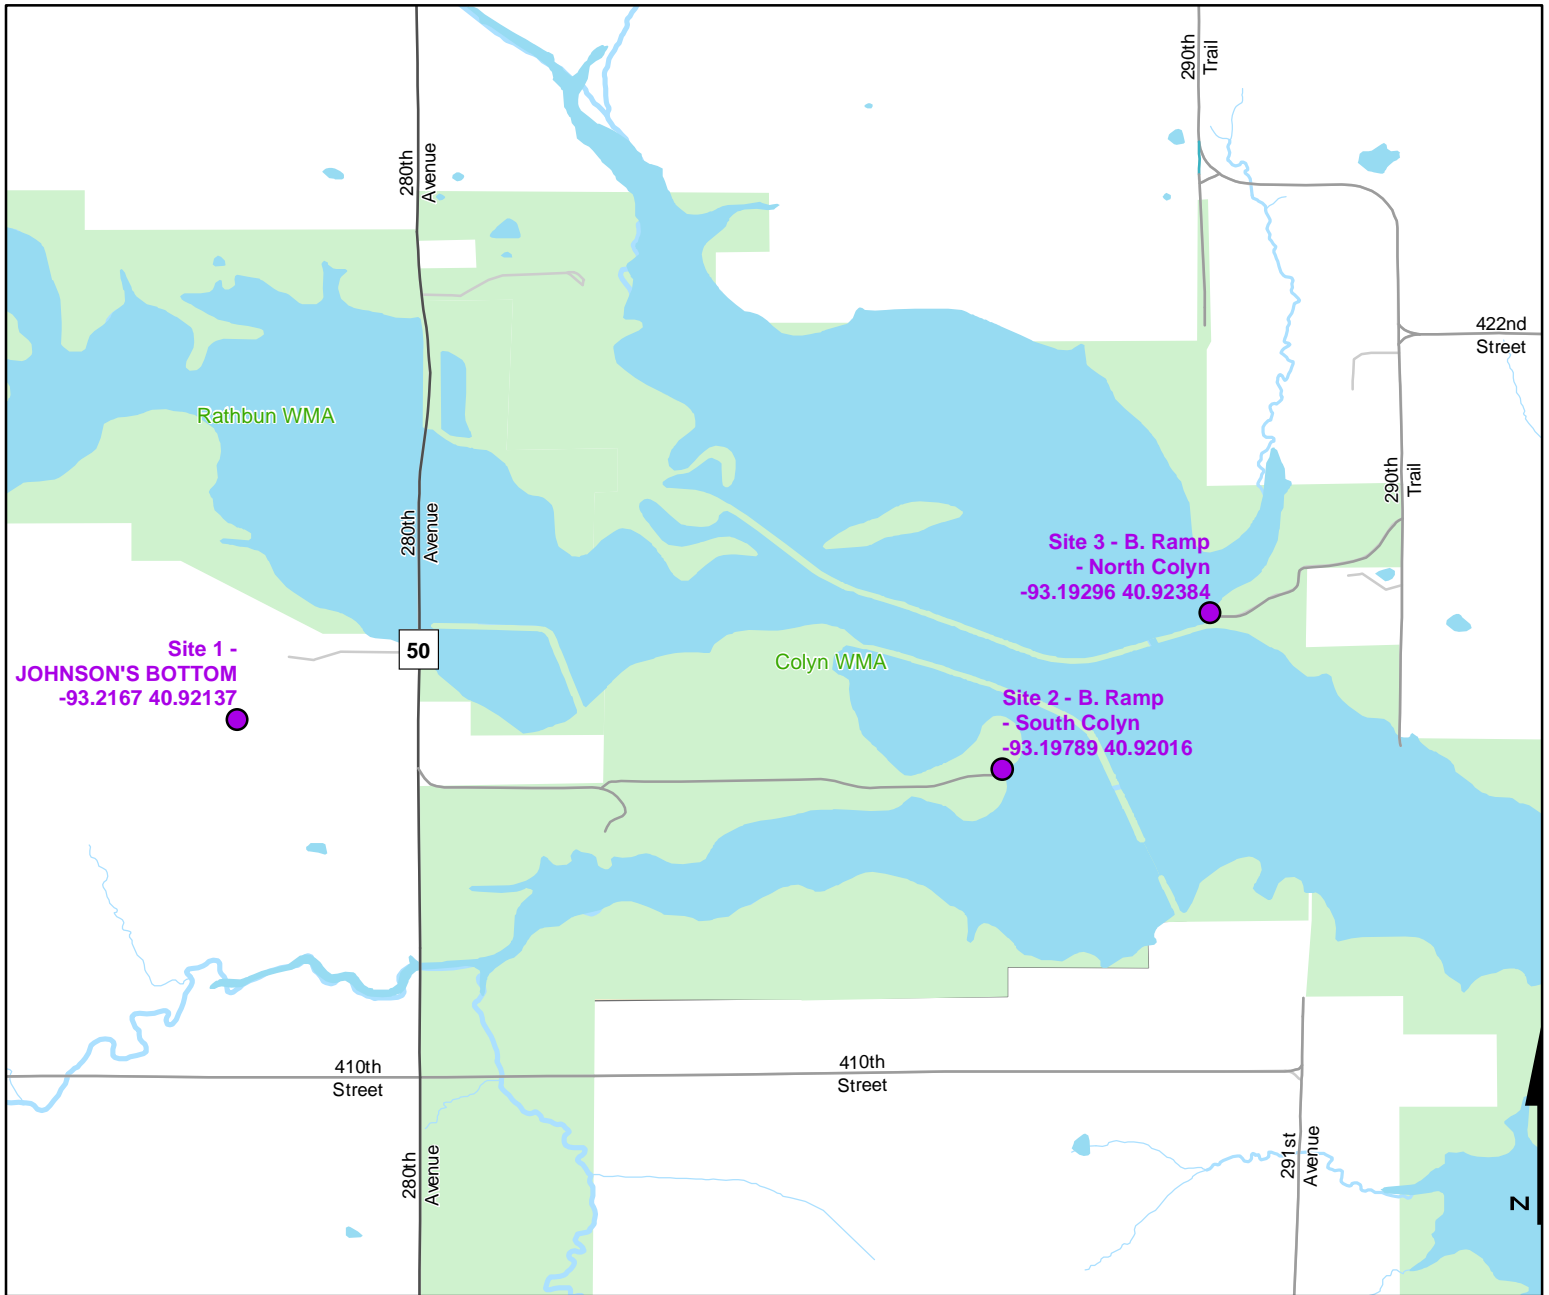 290th
Trail
280th
Avenue
422nd
Street
Rathbun WMA
290th
Trail
280th
Avenue
Site 3 - B. Ramp
- North Colyn
-93.19296 40.92384
Site 1 -
JOHNSON'S BOTTOM
-93.2167 40.92137
50
Colyn WMA
Site 2 - B. Ramp
- South Colyn
-93.19789 40.92016
410th
Street
410th
Street
280th
Avenue
291st
Avenue
N